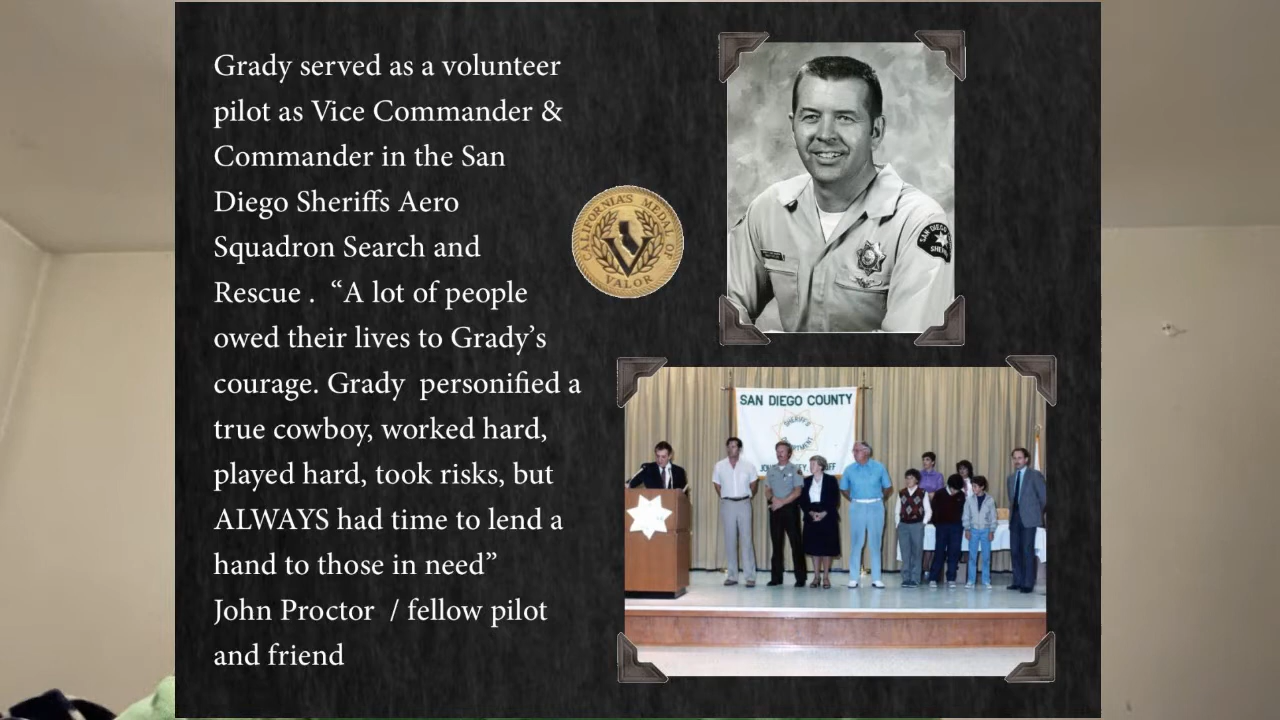 Grady served as a volunteer
pilot as Vice Commander &
Commander in the San
Diego Sheriffs Aero
Squadron Search and
Rescue .  “A lot of people
owed their lives to Grady’s
courage. Grady  personified a
true cowboy, worked hard,
played hard, took risks, but
ALWAYS had time to lend a
hand to those in need”
John Proctor  / fellow pilot
and friend
CALIFORNIA'S MEDAL OF
VALOR
SAN DIEGO
SAN DIEGO COUNTY
SHERIFF'S